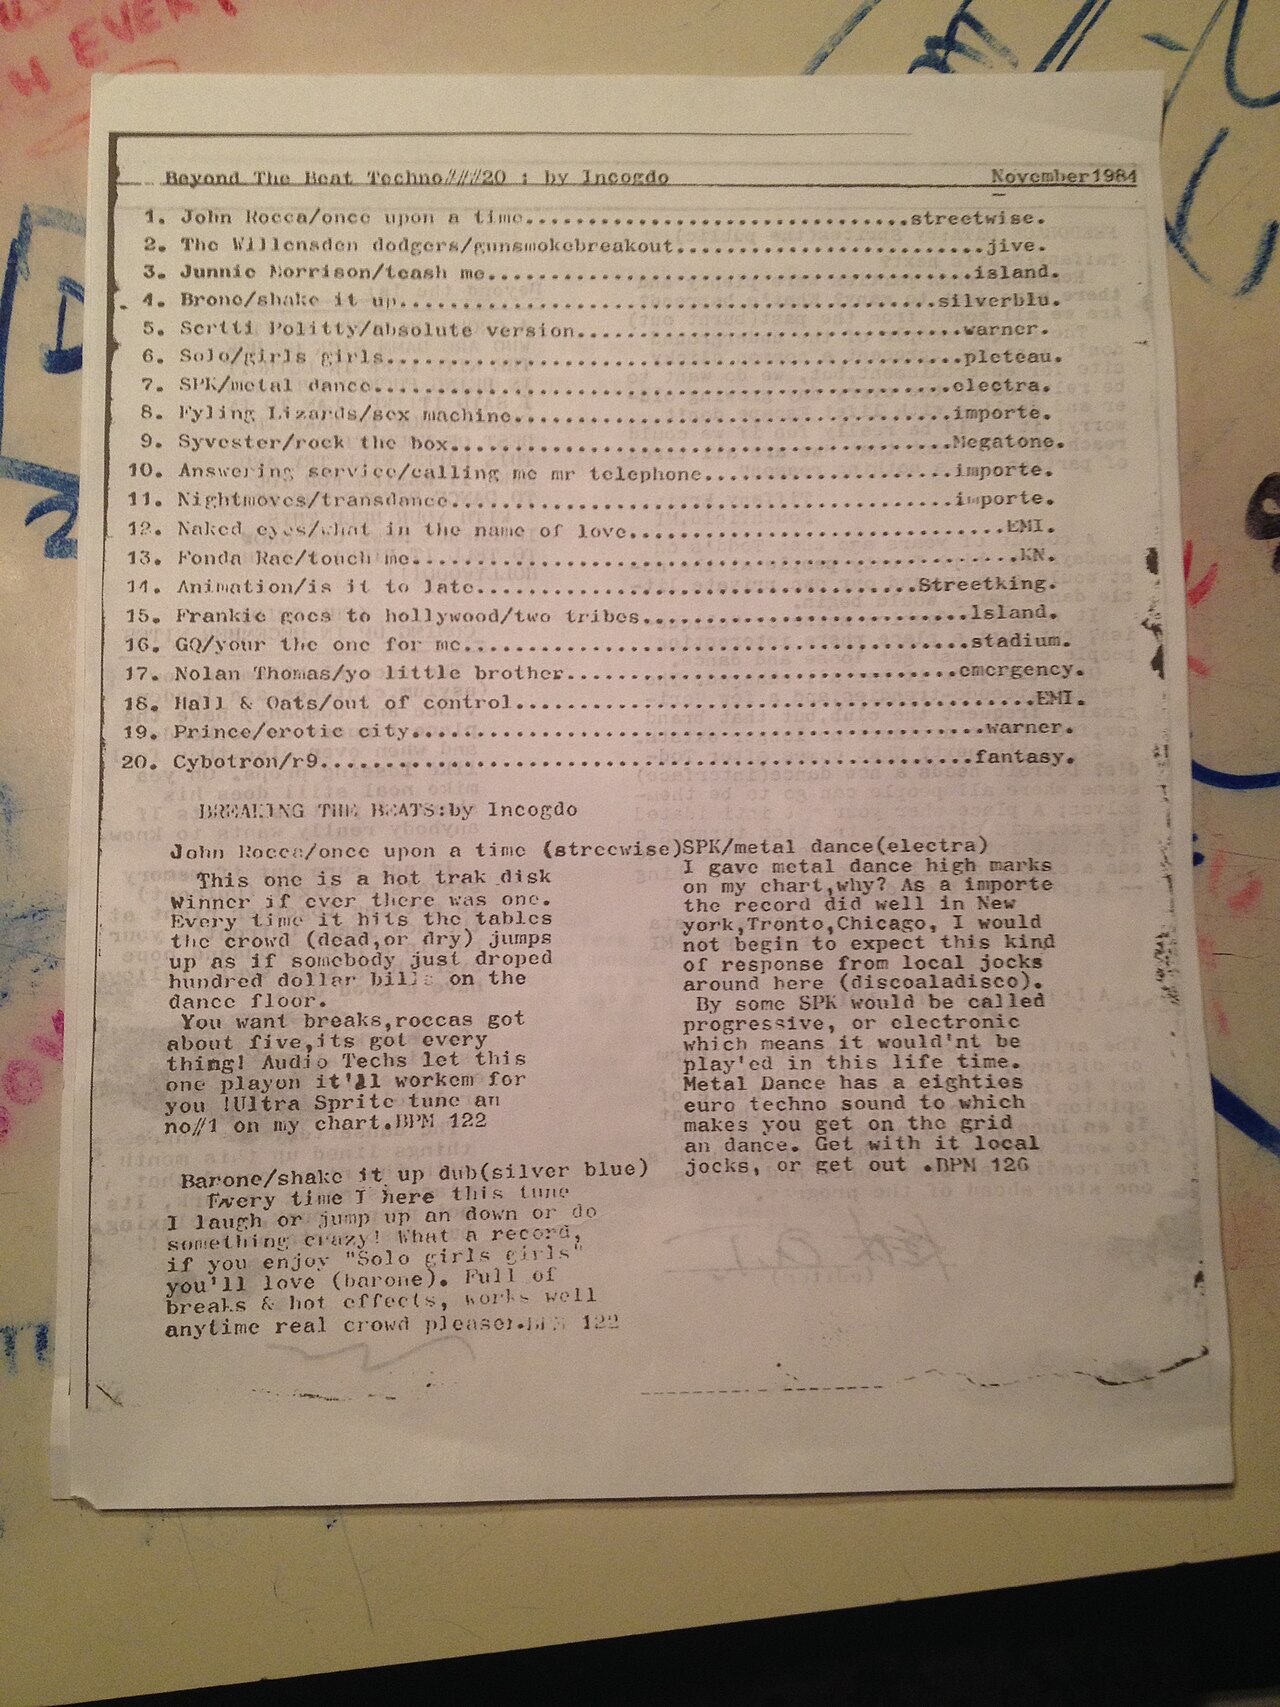 H EVER
Beyond The Beat Techno###20 : by Incogdo November1984
1. John Rocca/once upon a time................................streetwise.
2. The Willensden dodgers/gunsmokebreakout..........................jive.
3. Junnie Morrison/teash me.........................................island.
4. Brone/shake it up.............................................silverblu.
5. Scrtti Politty/absolute version................................warner.
6. Solo/girls girls................................................pleteau.
7. SPK/metal dance................................................electra.
8. Fyling Lizards/sex machine.....................................importe.
9. Syvester/rock the box..........................................Megatone.
10. Answering service/calling me mr telephone.....................importe.
11. Nightmoves/transdance..........................................importe.
12. Naked eyes/what in the name of love...............................EMI.
13. Fonda Rae/touch me..................................................KN.
14. Animation/is it to late.....................................Streetking.
15. Frankie goes to hollywood/two tribes...........................lsland.
16. GQ/your the one for me..........................................stadium.
17. Nolan Thomas/yo little brother.................................emergency.
18. Hall & Oats/out of control...........................................EMI.
19. Prince/erotic city................................................warner.
20. Cybotron/r9......................................................fantasy.
BREAKING THE BEATS:by Incogdo
John Rocca/once upon a time (streewise)
This one is a hot trak disk
Winner if ever there was one.
Every time it hits the tables
the crowd (dead,or dry) jumps
up as if somebody just droped
hundred dollar bills on the
dance floor.
You want breaks,roccas got
about five,its got every
thing! Audio Techs let this
one playon it'll workem for
you !Ultra Sprite tune an
no#1 on my chart.BPM 122
Barone/shake it up dub(silver blue)
Every time I here this tune
I laugh or jump up an down or do
something crazy! What a record,
if you enjoy "Solo girls girls"
you'll love (barone). Full of
breaks & hot effects, works well
anytime real crowd pleaser.BPM 122
SPK/metal dance(electra)
I gave metal dance high marks
on my chart,why? As a importe
the record did well in New
york,Tronto,Chicago, I would
not begin to expect this kind
of response from local jocks
around here (discoaladisco).
By some SPK would be called
progressive, or electronic
which means it would'nt be
play'ed in this life time.
Metal Dance has a eighties
euro techno sound to which
makes you get on the grid
an dance. Get with it local
jocks, or get out .BPM 126